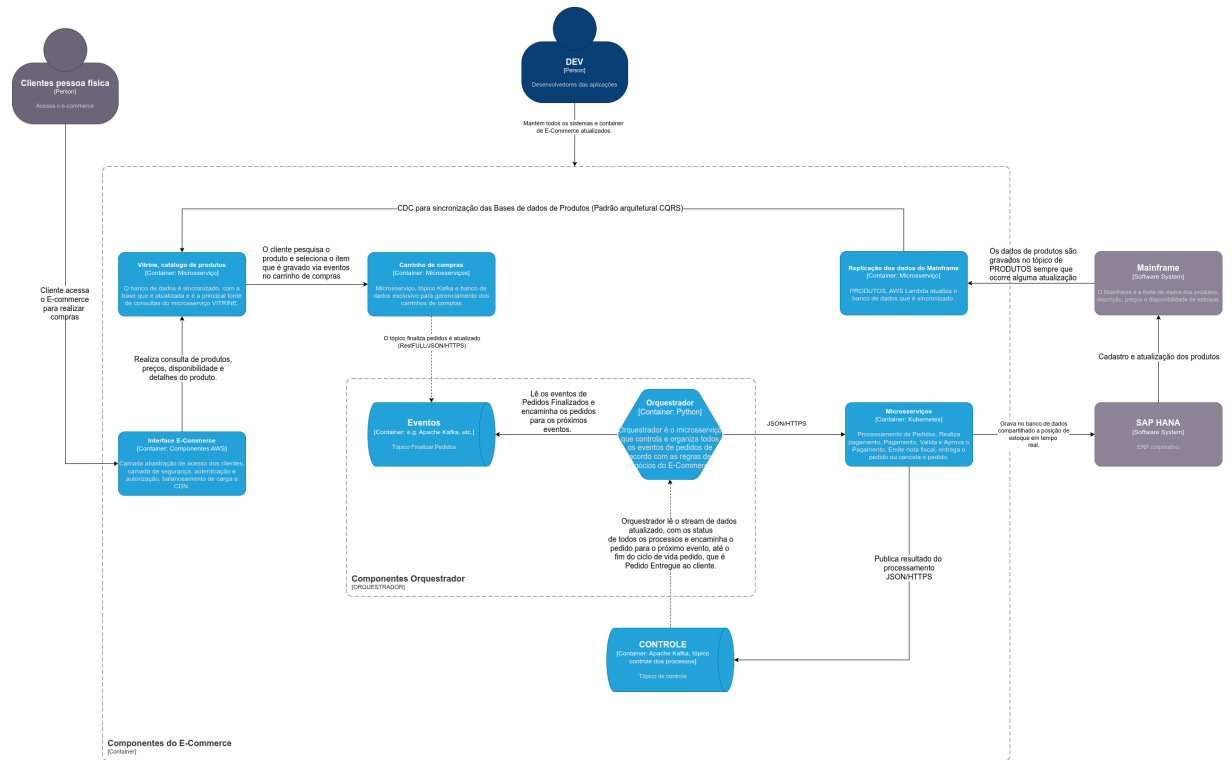 DEV
[Person]
Desenvolvedores das aplicações
Clientes pessoa física
[Person]
Acessa o e-commerce
Mantém todos os sistemas e container
de E-Commerce atualizados.
CDC para sincronização das Bases de dados de Produtos (Padrão arquitetural CQRS)
Vitrine, catálogo de produtos
[Container: Microsserviço]
O banco de dados é sincronizado, com a
base que é atualizada e é a principal fonte
de consultas do microsserviço VITRINE.
O cliente pesquisa o
produto e seleciona o item
que é gravado via eventos
no carrinho de compras
Carrinho de compras
[Container: Microsserviços]
Microsserviço, tópico Kafka e banco de
dados exclusivo para gerenciamento dos
carrinhos de comptas
Replicação dos dados do Mainframe
[Container: Microsserviço]
PRODUTOS. AWS Lambda atualiza o
banco de dados que é sincronizado.
Os dados de produtos são
gravados no tópico de
PRODUTOS sempre que
ocorre alguma atualização
Mainframe
[Software System]
O Mainframe é a fonte do dados dos produtos,
descrição, preços e disponibilidade de estoque.
Cliente acessa
o E-commerce
para realizar
compras
O tópico finaliza pedidos é atualizado
(RestFULL/JSON/HTTPS)
Realiza consulta de produtos,
preços, disponibilidade e
detalhes do produto.
Cadastro e atualização dos produtos
Interface E-Commerce
[Container: Componentes AWS]
Camada abastração de acesso dos clientes,
camada de segurança, autenticação e
autorização, balanosamento de carga e
CDN.
Eventos
[Container: e.g. Apache Kafka, etc.]
Tópico Finalizar Pedidos
Lê os eventos de
Pedidos Finalizados e
encaminha os pedidos
para os próximos
eventos.
Orquestrador
[Container: Python]
Orquestrador é o microsserviço
que controla e organiza todos
os eventos de pedidos de
acordo com as regras de
negócios do E-Commerce
JSON/HTTPS
Microsserviços
[Container: Kubernetes]
Processamento de Pedidos, Realiza
pagamento, Pagamento, Valida e Aprova o
Pagamento, Emite nota fiscal, entrega o
pedido ou cancela o pedido.
Grava no banco de dados
compartilhado a posição de
estoque em tempo
real.
SAP HANA
[Software System]
ERP corporativo
Orquestrador lê o stream de dados
atualizado, com os status
de todos os processos e encaminha o
pedido para o próximo evento, até o
fim do ciclo de vida pedido, que é
Pedido Entregue ao cliente.
Publica resultado do
processamento
JSON/HTTPS
Componentes Orquestrador
[ORQUESTRADOR]
CONTROLE
[Container: Apache Kafka, tópico
controle dos processos]
Tópico de controle
Componentes do E-Commerce
[Container]